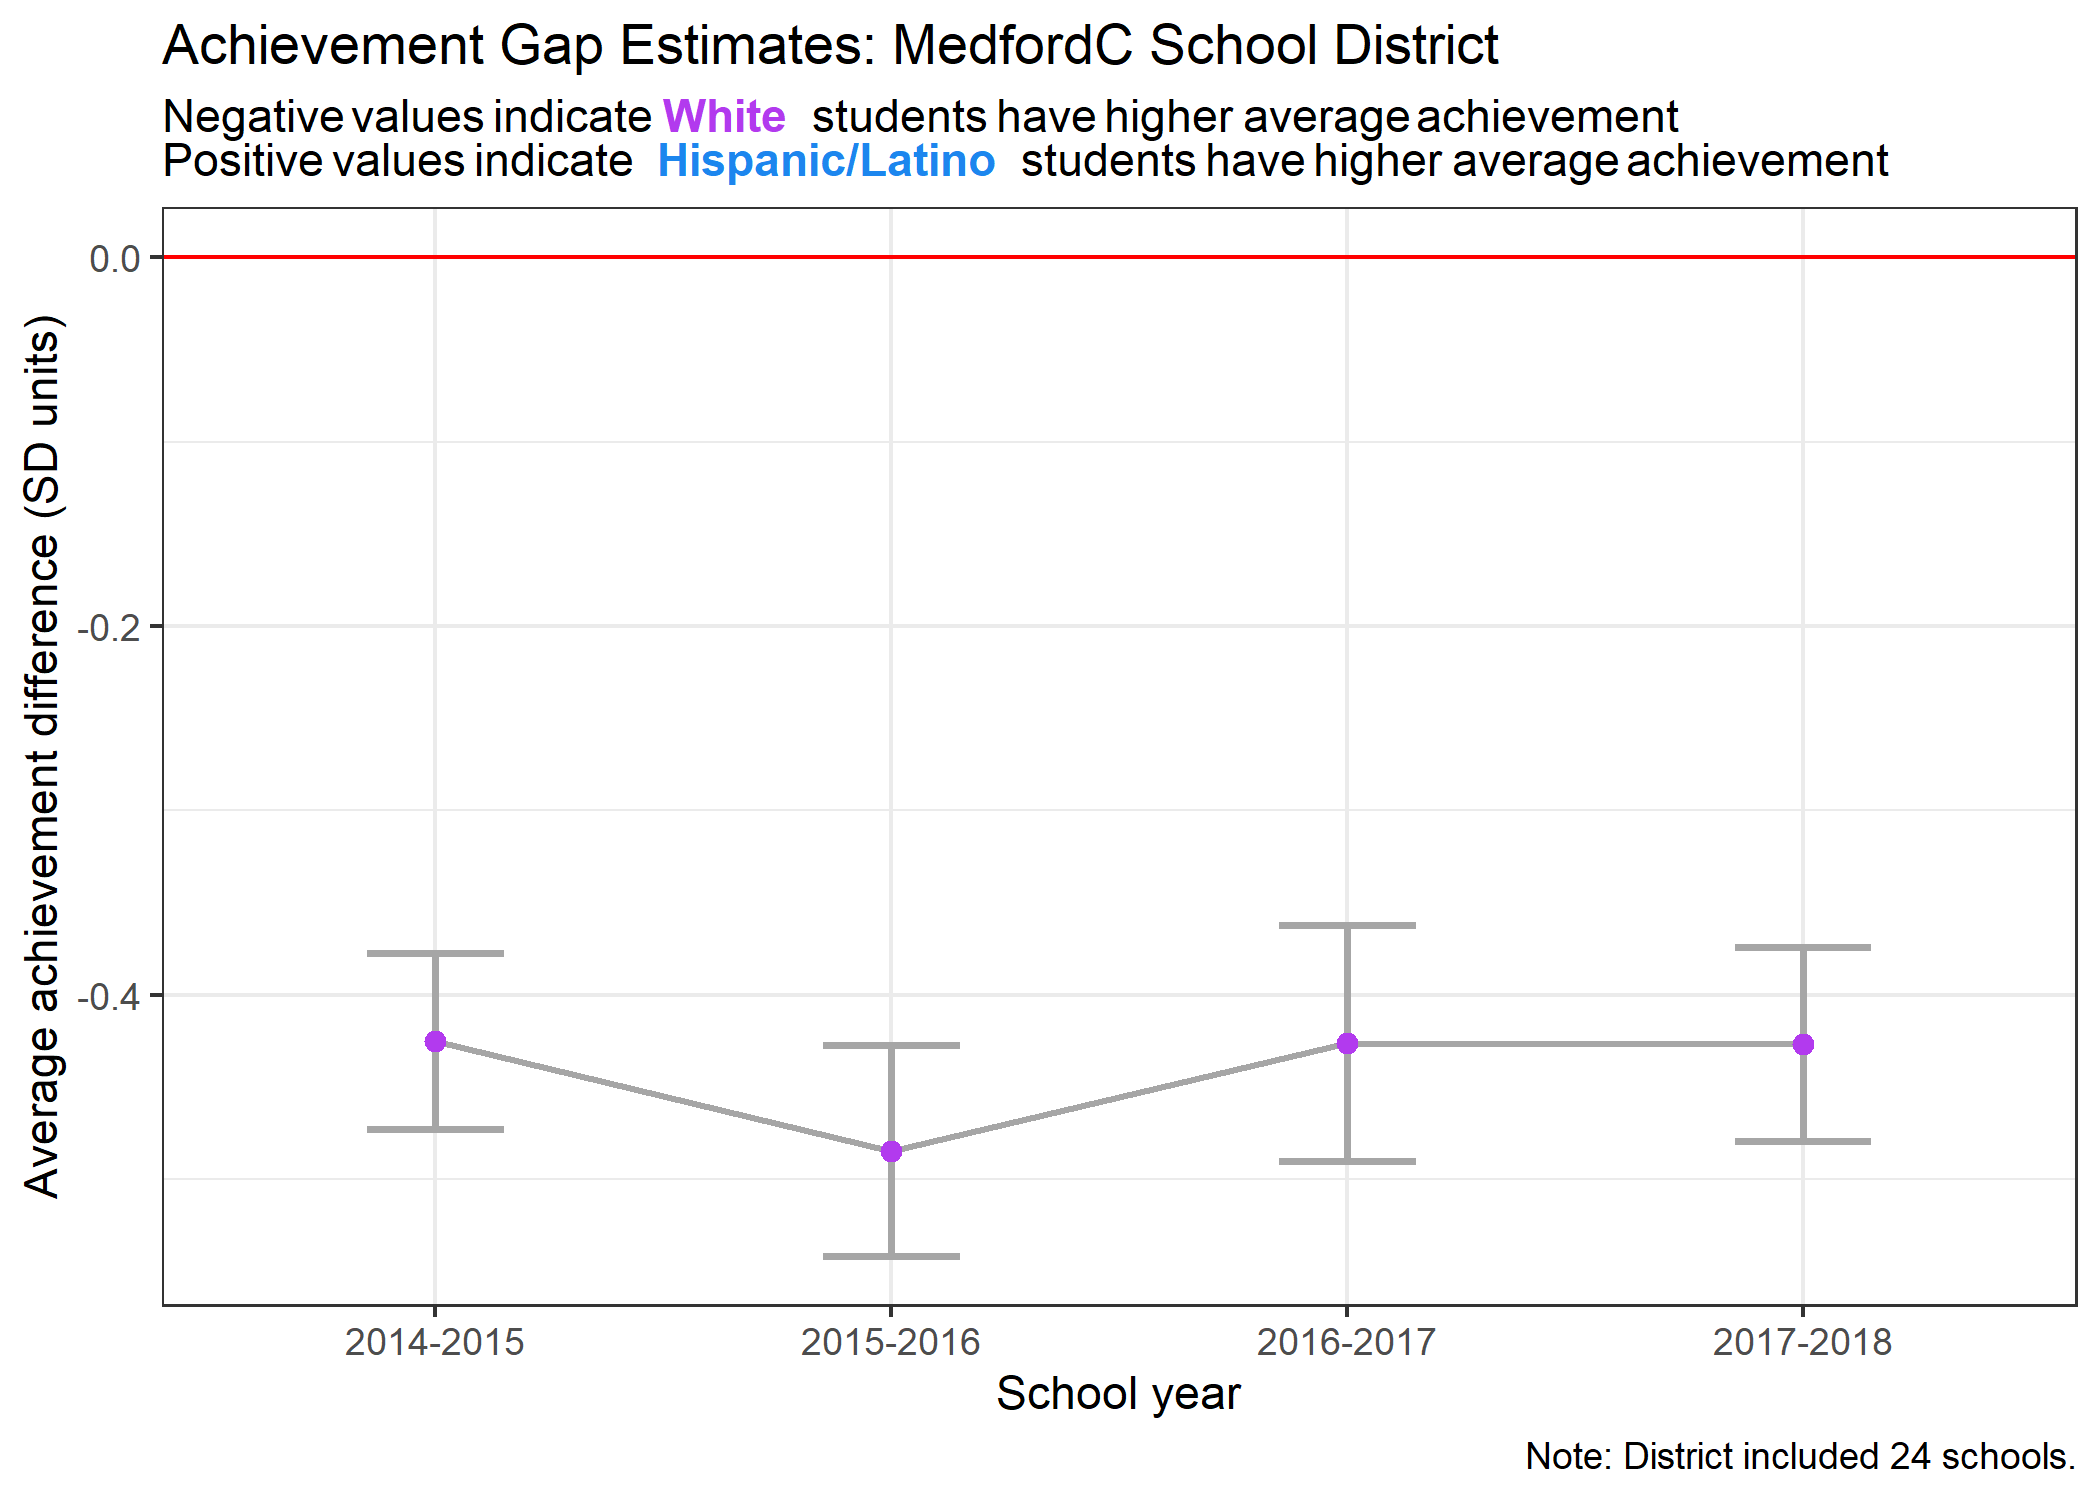 Achievement Gap Estimates: MedfordC School District
Negative values indicate White students have higher average achievement
Positive values indicate Hispanic/Latino students have higher average achievement
Average achievement difference (SD units)
0.0
-0.2
-0.4
2014-2015 2015-2016 2016-2017 2017-2018
School year
Note: District included 24 schools.